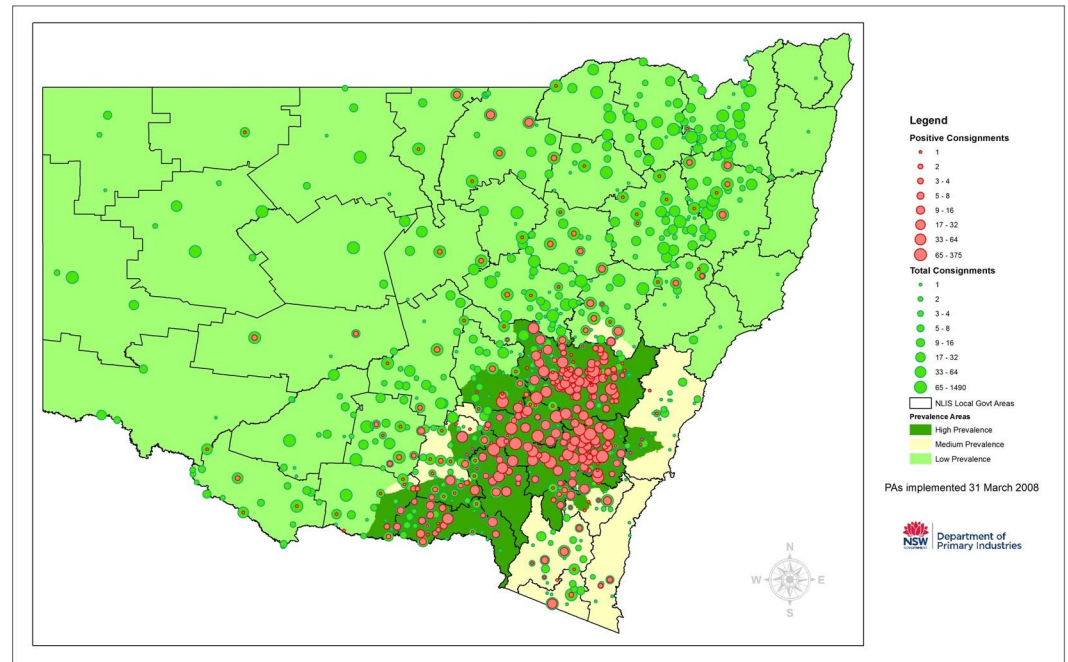 Legend
Positive Consignments
1
2
3 - 4
5 - 8
9 - 16
17 - 32
33 - 64
65 - 375
Total Consignments
1
2
3 - 4
5 - 8
9 - 16
17 - 32
33 - 64
65 - 1490
NLIS Local Govt Areas
Prevalence Areas
High Prevalence
Medium Prevalence
Low Prevalence
PAs implemented 31 March 2008
NSW
GOVERNMENT
Department of
Primary Industries
N
W
E
S